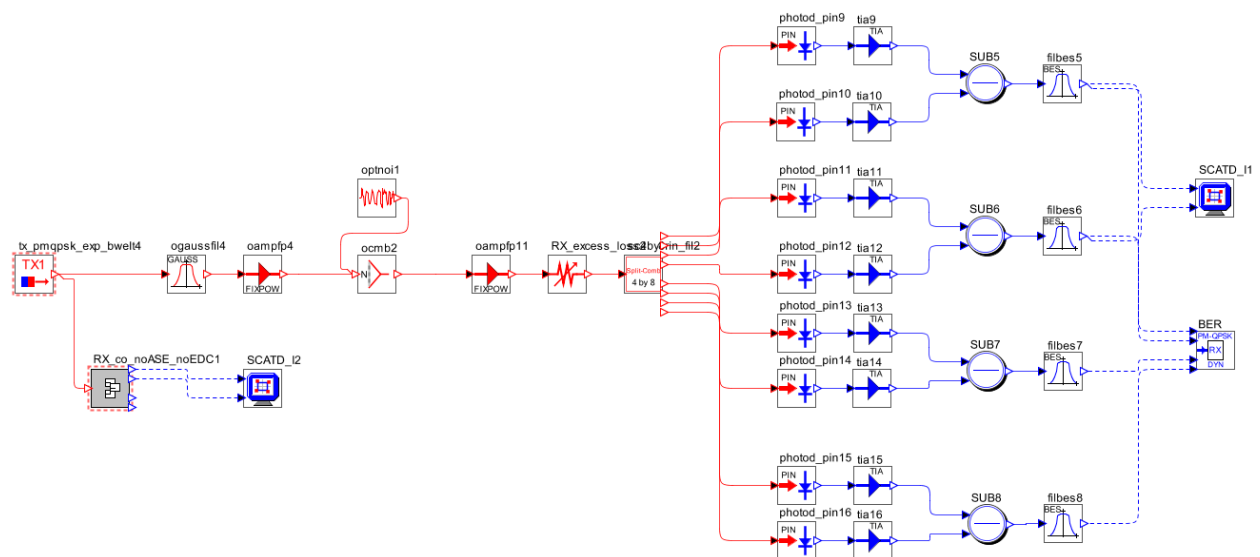 photod_pin9
tia9
PIN
TIA
SUB5
filbes5
BES
photod_pin10
tia10
PIN
TIA
optnoi1
photod_pin11
tia11
PIN
TIA
SUB6
filbes6
BES
SCATD_I1
tx_pmqpsk_exp_bwelt4
TX1
ogaussfil4
GAUSS
oampfp4
FIXPOW
ocmb2
N
oampfp11
FIXPOW
Split-Comb
4 by 8
photod_pin12
tia12
PIN
TIA
photod_pin13
tia13
PIN
TIA
SUB7
filbes7
BES
BER
PM-QPSK
RX
DYN
RX_co_noASE_noEDC1
SCATD_I2
photod_pin14
tia14
PIN
TIA
photod_pin15
tia15
PIN
TIA
SUB8
filbes8
BES
photod_pin16
tia16
PIN
TIA